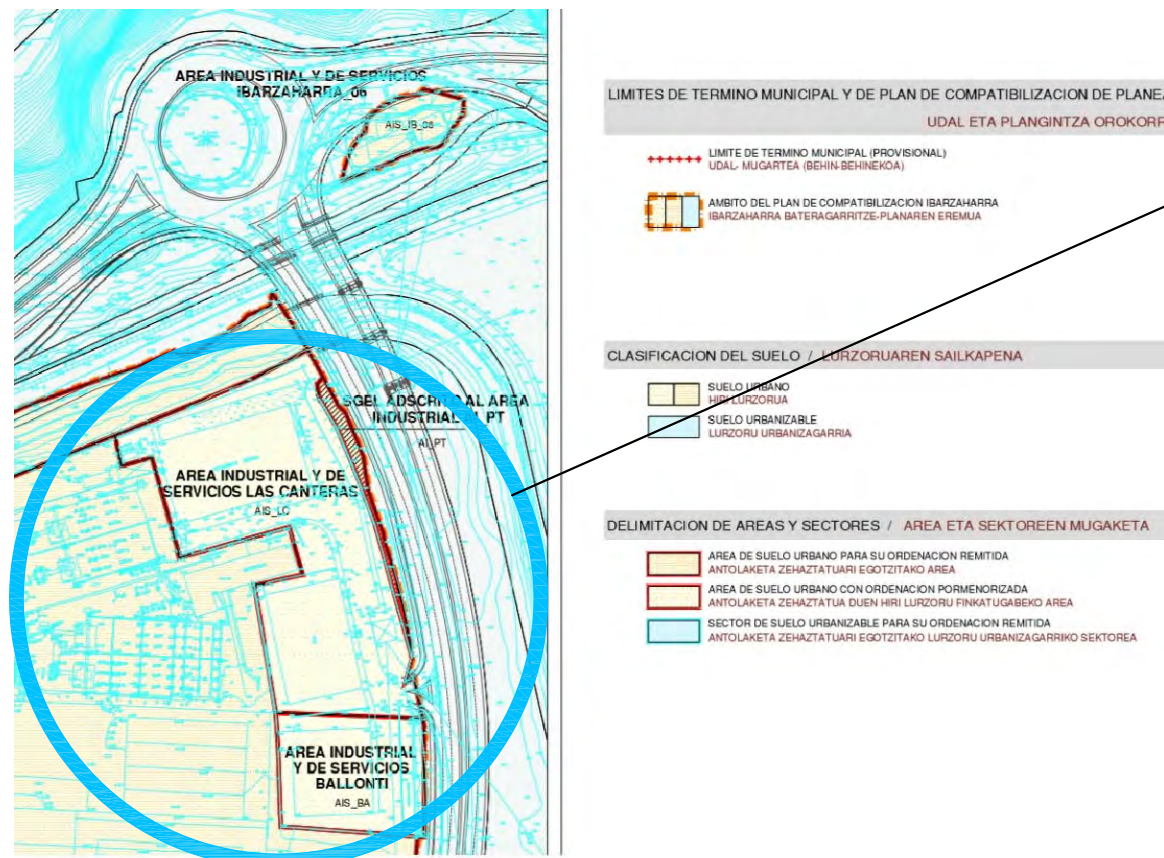 AREA INDUSTRIAL Y DE SERVICIOS
IBARZAHARRA_06
AIS_IB_06
SGEL ADSCRITO AL AREA
INDUSTRIAL AI_PT
AI_PT
AREA INDUSTRIAL Y DE
SERVICIOS LAS CANTERAS
AIS_LC
AREA INDUSTRIAL
Y DE SERVICIOS
BALLONTI
AIS_BA
LIMITES DE TERMINO MUNICIPAL Y DE PLAN DE COMPATIBILIZACION DE PLANEA
UDAL ETA PLANGINTZA OROKORR
LIMITE DE TERMINO MUNICIPAL (PROVISIONAL)
UDAL- MUGARTEA (BEHIN-BEHINEKOA)
AMBITO DEL PLAN DE COMPATIBILIZACION IBARZAHARRA
IBARZAHARRA BATERAGARRITZE-PLANAREN EREMUA
CLASIFICACION DEL SUELO / LURZORUAREN SAILKAPENA
SUELO URBANO
HIRI LURZORUA
SUELO URBANIZABLE
LURZORU URBANIZAGARRIA
DELIMITACION DE AREAS Y SECTORES / AREA ETA SEKTOREEN MUGAKETA
AREA DE SUELO URBANO PARA SU ORDENACION REMITIDA
ANTOLAKETA ZEHAZTATUARI EGOTZITAKO AREA
AREA DE SUELO URBANO CON ORDENACION PORMENORIZADA
ANTOLAKETA ZEHAZTATUA DUEN HIRI LURZORU FINKATUGABEKO AREA
SECTOR DE SUELO URBANIZABLE PARA SU ORDENACION REMITIDA
ANTOLAKETA ZEHAZTATUARI EGOTZITAKO LURZORU URBANIZAGARRIKO SEKTOREA